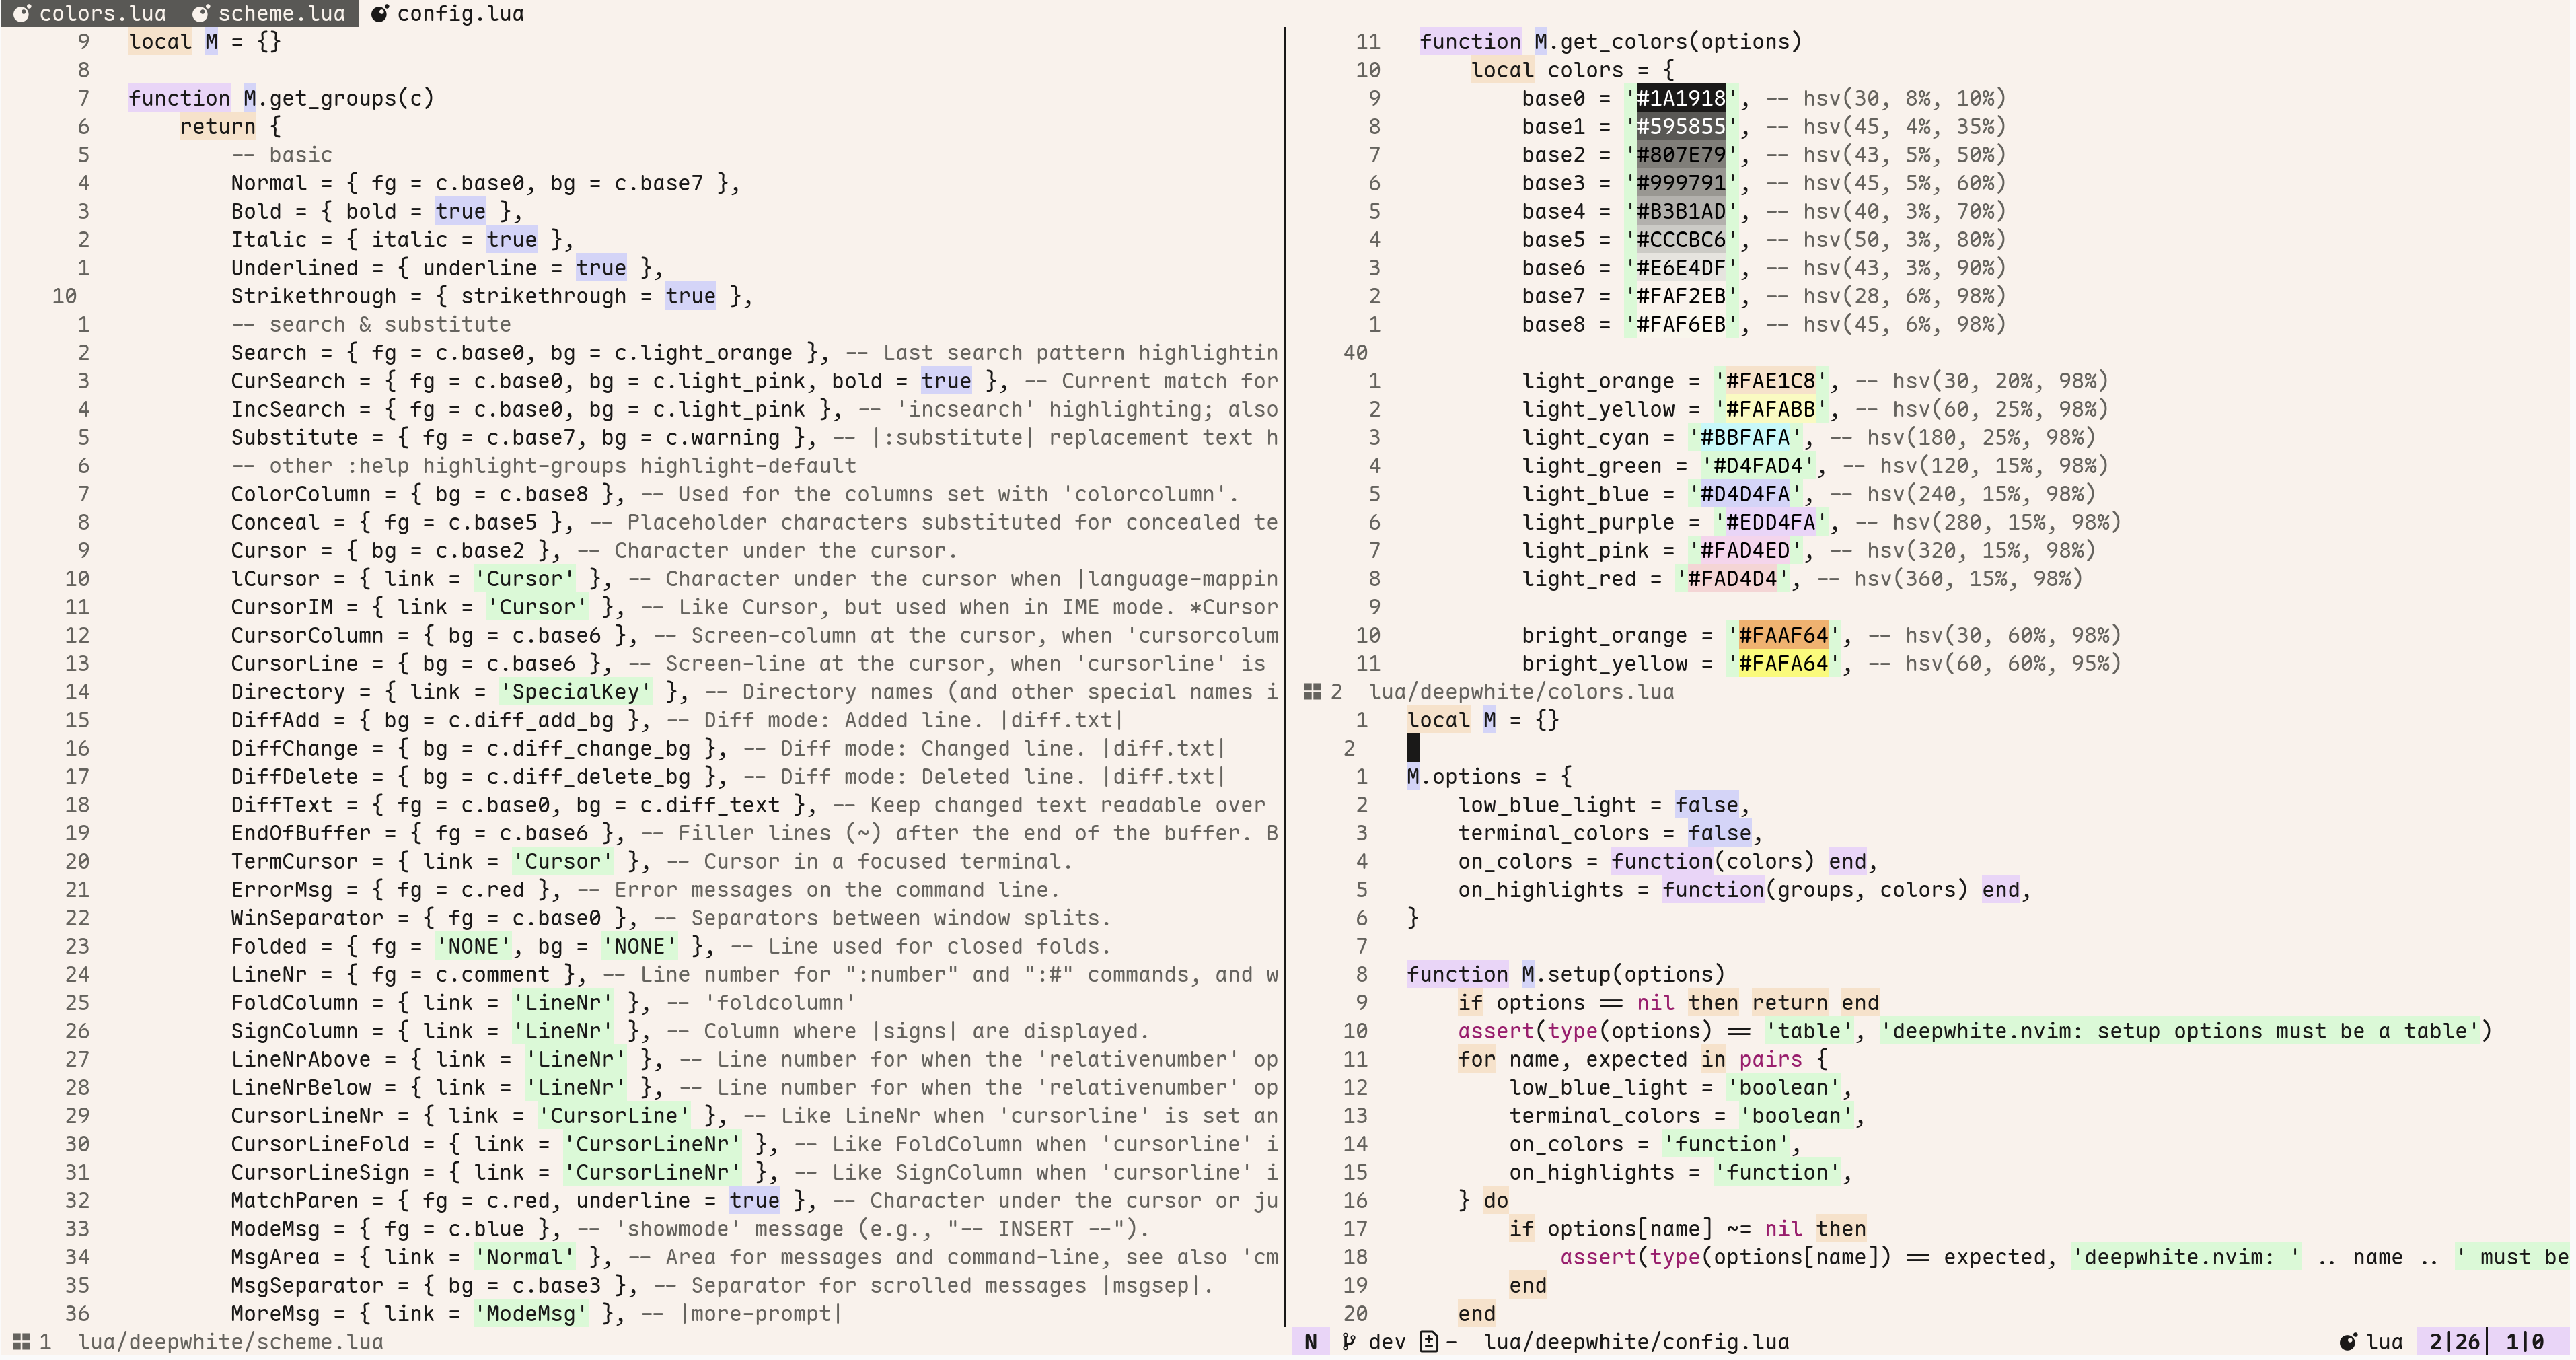 colors.lua scheme.lua config.lua
9 local M = {}
8
7 function M.get_groups(c)
6 return {
5 -- basic
4 Normal = { fg = c.base0, bg = c.base7 },
3 Bold = { bold = true },
2 Italic = { italic = true },
1 Underlined = { underline = true },
10 Strikethrough = { strikethrough = true },
1 -- search & substitute
2 Search = { fg = c.base0, bg = c.light_orange }, -- Last search pattern highlightin
3 CurSearch = { fg = c.base0, bg = c.light_pink, bold = true }, -- Current match for
4 IncSearch = { fg = c.base0, bg = c.light_pink }, -- 'incsearch' highlighting; also
5 Substitute = { fg = c.base7, bg = c.warning }, -- |:substitute| replacement text h
6 -- other :help highlight-groups highlight-default
7 ColorColumn = { bg = c.base8 }, -- Used for the columns set with 'colorcolumn'.
8 Conceal = { fg = c.base5 }, -- Placeholder characters substituted for concealed te
9 Cursor = { bg = c.base2 }, -- Character under the cursor.
10 lCursor = { link = 'Cursor' }, -- Character under the cursor when |language-mappin
11 CursorIM = { link = 'Cursor' }, -- Like Cursor, but used when in IME mode. *Cursor
12 CursorColumn = { bg = c.base6 }, -- Screen-column at the cursor, when 'cursorcolum
13 CursorLine = { bg = c.base6 }, -- Screen-line at the cursor, when 'cursorline' is
14 Directory = { link = 'SpecialKey' }, -- Directory names (and other special names i
15 DiffAdd = { bg = c.diff_add_bg }, -- Diff mode: Added line. |diff.txt|
16 DiffChange = { bg = c.diff_change_bg }, -- Diff mode: Changed line. |diff.txt|
17 DiffDelete = { bg = c.diff_delete_bg }, -- Diff mode: Deleted line. |diff.txt|
18 DiffText = { fg = c.base0, bg = c.diff_text }, -- Keep changed text readable over
19 EndOfBuffer = { fg = c.base6 }, -- Filler lines (~) after the end of the buffer. B
20 TermCursor = { link = 'Cursor' }, -- Cursor in a focused terminal.
21 ErrorMsg = { fg = c.red }, -- Error messages on the command line.
22 WinSeparator = { fg = c.base0 }, -- Separators between window splits.
23 Folded = { fg = 'NONE', bg = 'NONE' }, -- Line used for closed folds.
24 LineNr = { fg = c.comment }, -- Line number for ":number" and ":#" commands, and w
25 FoldColumn = { link = 'LineNr' }, -- 'foldcolumn'
26 SignColumn = { link = 'LineNr' }, -- Column where |signs| are displayed.
27 LineNrAbove = { link = 'LineNr' }, -- Line number for when the 'relativenumber' op
28 LineNrBelow = { link = 'LineNr' }, -- Line number for when the 'relativenumber' op
29 CursorLineNr = { link = 'CursorLine' }, -- Like LineNr when 'cursorline' is set an
30 CursorLineFold = { link = 'CursorLineNr' }, -- Like FoldColumn when 'cursorline' i
31 CursorLineSign = { link = 'CursorLineNr' }, -- Like SignColumn when 'cursorline' i
32 MatchParen = { fg = c.red, underline = true }, -- Character under the cursor or ju
33 ModeMsg = { fg = c.blue }, -- 'showmode' message (e.g., "-- INSERT --").
34 MsgArea = { link = 'Normal' }, -- Area for messages and command-line, see also 'cm
35 MsgSeparator = { bg = c.base3 }, -- Separator for scrolled messages |msgsep|.
36 MoreMsg = { link = 'ModeMsg' }, -- |more-prompt|
1 lua/deepwhite/scheme.lua
11 function M.get_colors(options)
10 local colors = {
9 base0 = '#1A1918', -- hsv(30, 8%, 10%)
8 base1 = '#595855', -- hsv(45, 4%, 35%)
7 base2 = '#807E79', -- hsv(43, 5%, 50%)
6 base3 = '#999791', -- hsv(45, 5%, 60%)
5 base4 = '#B3B1AD', -- hsv(40, 3%, 70%)
4 base5 = '#CCCBC6', -- hsv(50, 3%, 80%)
3 base6 = '#E6E4DF', -- hsv(43, 3%, 90%)
2 base7 = '#FAF2EB', -- hsv(28, 6%, 98%)
1 base8 = '#FAF6EB', -- hsv(45, 6%, 98%)
40
1 light_orange = '#FAE1C8', -- hsv(30, 20%, 98%)
2 light_yellow = '#FAFABB', -- hsv(60, 25%, 98%)
3 light_cyan = '#BBFAFA', -- hsv(180, 25%, 98%)
4 light_green = '#D4FAD4', -- hsv(120, 15%, 98%)
5 light_blue = '#D4D4FA', -- hsv(240, 15%, 98%)
6 light_purple = '#EDD4FA', -- hsv(280, 15%, 98%)
7 light_pink = '#FAD4ED', -- hsv(320, 15%, 98%)
8 light_red = '#FAD4D4', -- hsv(360, 15%, 98%)
9
10 bright_orange = '#FAAF64', -- hsv(30, 60%, 98%)
11 bright_yellow = '#FAFA64', -- hsv(60, 60%, 95%)
2 lua/deepwhite/colors.lua
1 local M = {}
2
1 M.options = {
2 low_blue_light = false,
3 terminal_colors = false,
4 on_colors = function(colors) end,
5 on_highlights = function(groups, colors) end,
6 }
7
8 function M.setup(options)
9 if options == nil then return end
10 assert(type(options) == 'table', 'deepwhite.nvim: setup options must be a table')
11 for name, expected in pairs {
12 low_blue_light = 'boolean',
13 terminal_colors = 'boolean',
14 on_colors = 'function',
15 on_highlights = 'function',
16 } do
17 if options[name] ~= nil then
18 assert(type(options[name]) == expected, 'deepwhite.nvim: ' .. name .. ' must be
19 end
20 end
N dev - lua/deepwhite/config.lua lua 2|26 1|0